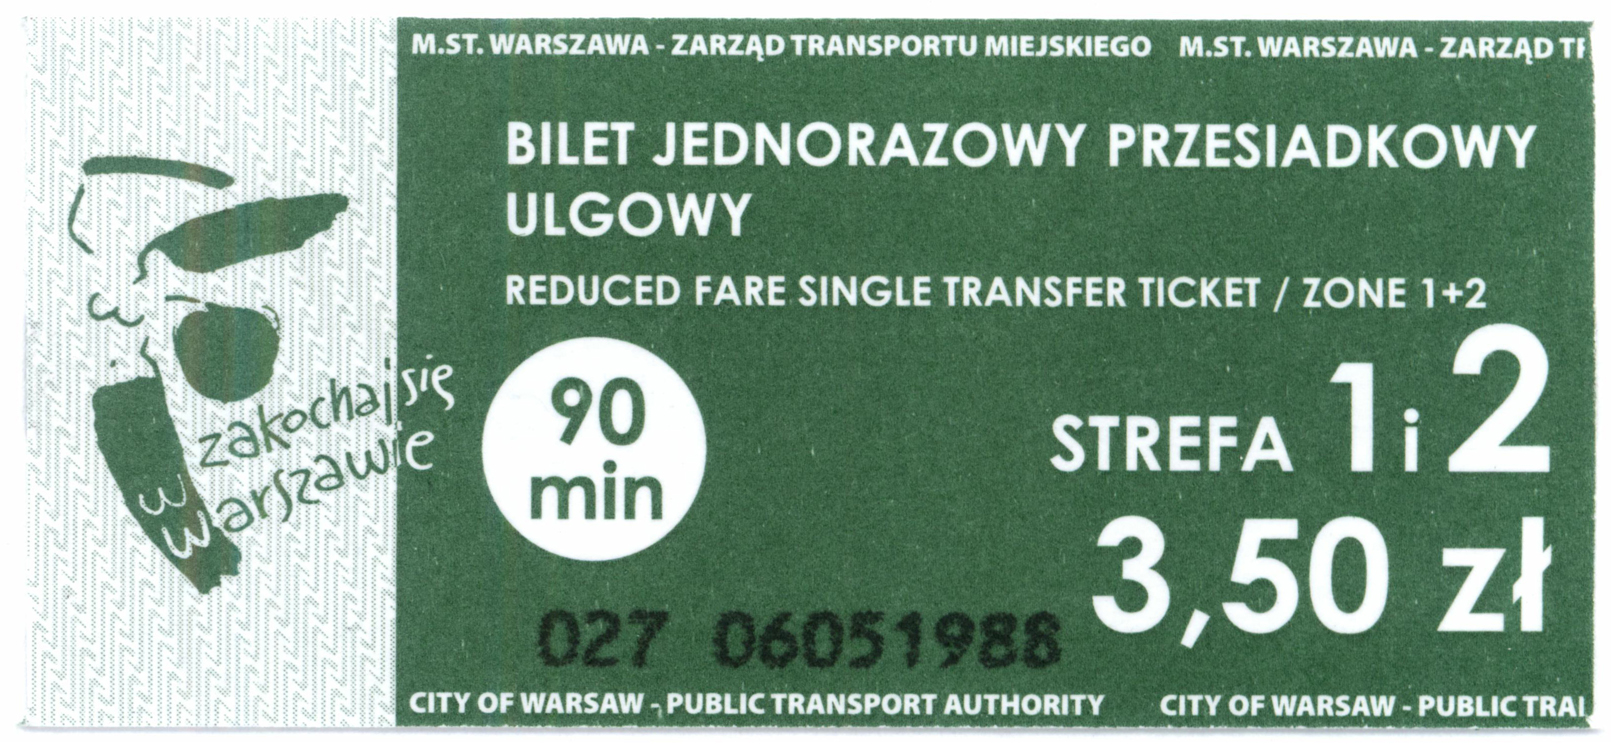 M.ST. WARSZAWA - ZARZĄD TRANSPORTU MIEJSKIEGO M.ST. WARSZAWA - ZARZĄD TR
BILET JEDNORAZOWY PRZESIADKOWY
ULGOWY
REDUCED FARE SINGLE TRANSFER TICKET / ZONE 1+2
zakochaj się
w warszawie
90
min
STREFA 1 i 2
3,50 zł
027 06051988
CITY OF WARSAW - PUBLIC TRANSPORT AUTHORITY CITY OF WARSAW - PUBLIC TRAI